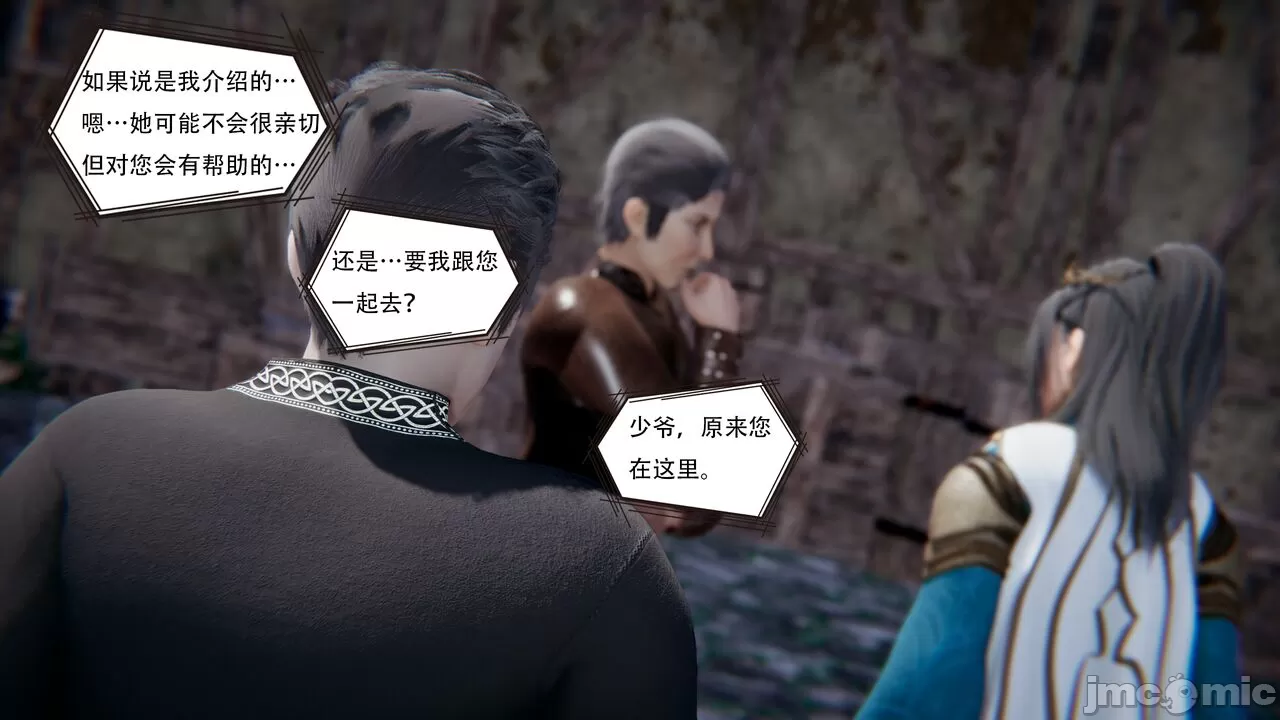 如果说是我介绍的…
嗯…她可能不会很亲切
但对您会有帮助的…
还是…要我跟您
一起去?
少爷，原来您
在这里。
jmcomic